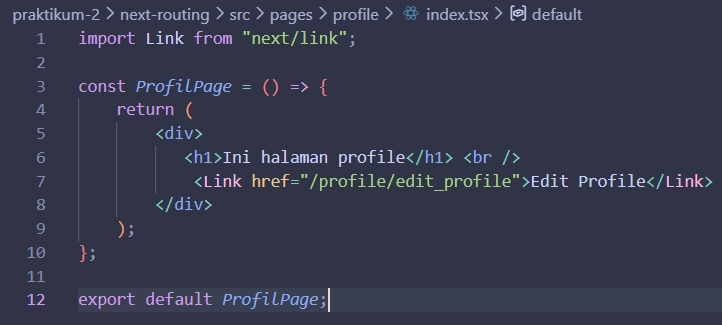 praktikum-2 > next-routing > src > pages > profile > index.tsx > default
1 import Link from "next/link";
2
3 const ProfilPage = () => {
4     return (
5         <div>
6             <h1>Ini halaman profile</h1> <br />
7              <Link href="/profile/edit_profile">Edit Profile</Link>
8         </div>
9     );
10 };
11
12 export default ProfilPage;